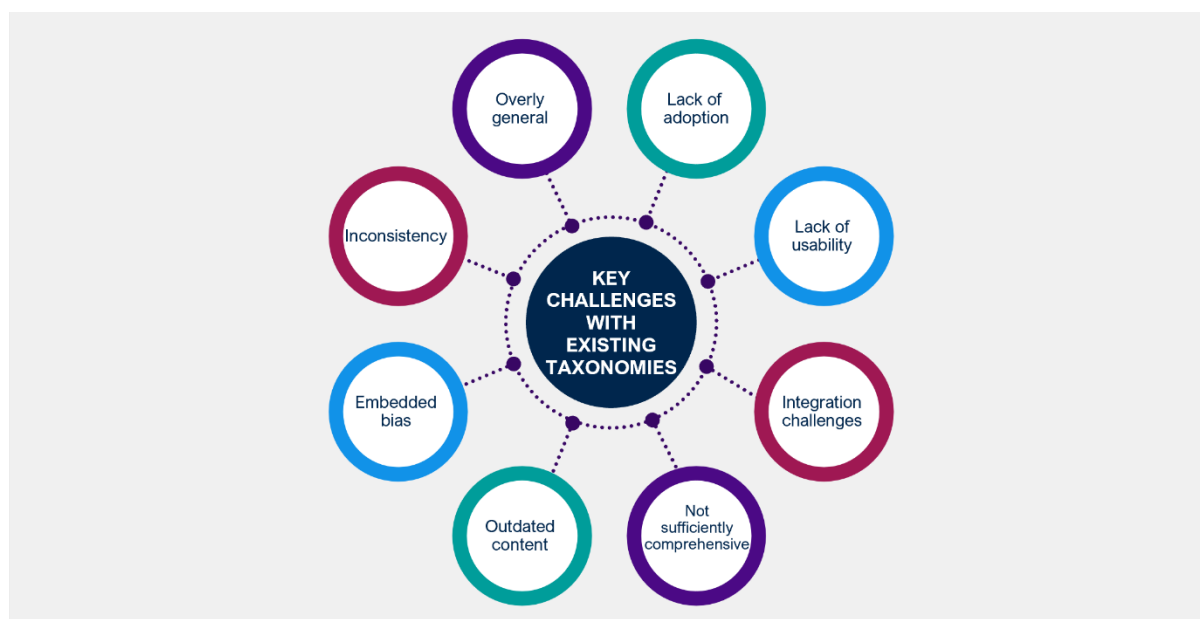 Overly
general
Lack of
adoption
Inconsistency
Lack of
usability
KEY
CHALLENGES
WITH
EXISTING
TAXONOMIES
Embedded
bias
Integration
challenges
Outdated
content
Not
sufficiently
comprehensive